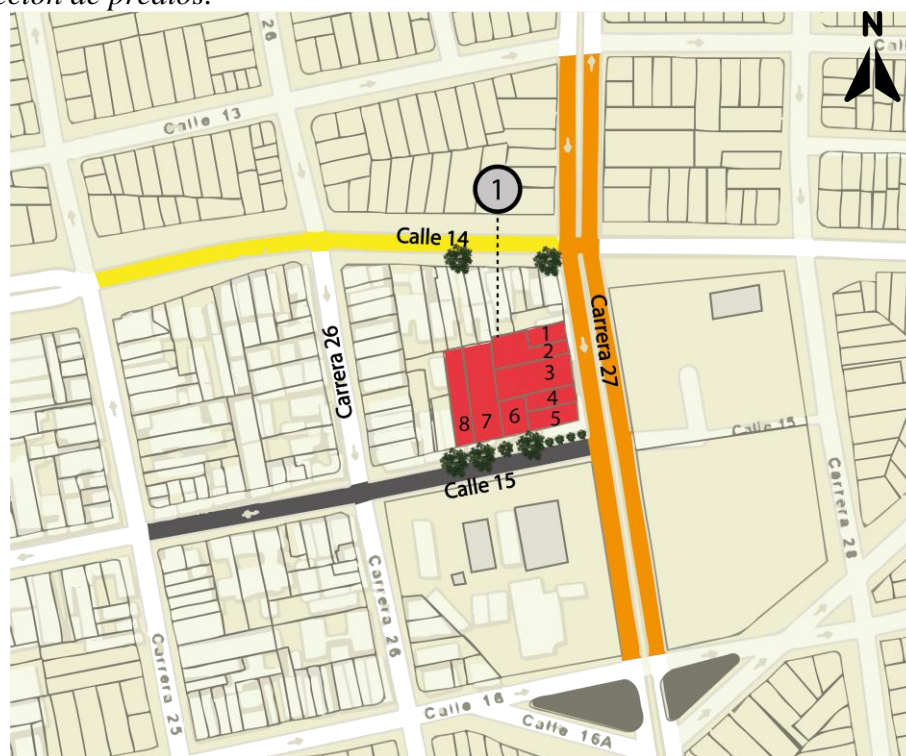 ección de predios.
N
26
Calle 13
1
Calle 14
Carrera 26
Carrera 27
1
2
3
4
5
6
7
8
Calle 15
Calle 15
Carrera 28
Carrera 26
Carrera 25
Calle 16
Calle 16A